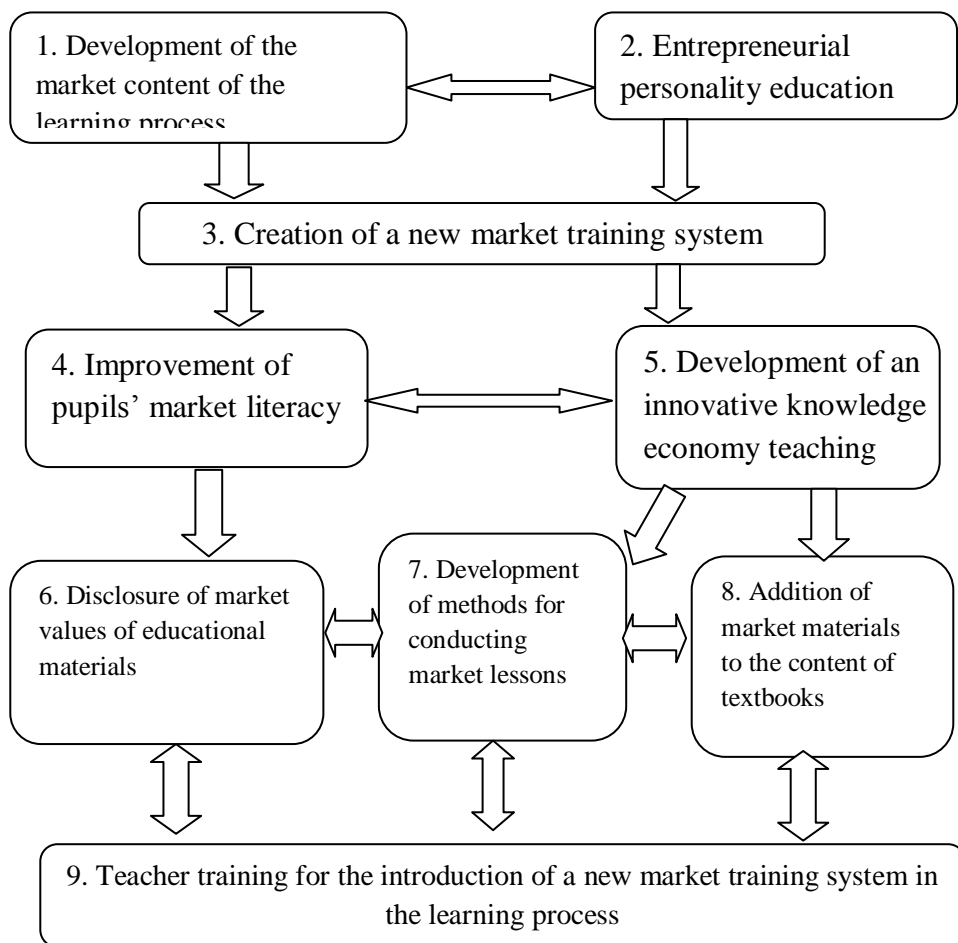 1. Development of the
market content of the
learning process
2. Entrepreneurial
personality education
3. Creation of a new market training system
4. Improvement of
pupils’ market literacy
5. Development of an
innovative knowledge
economy teaching
6. Disclosure of market
values of educational
materials
7. Development
of methods for
conducting
market lessons
8. Addition of
market materials
to the content of
textbooks
9. Teacher training for the introduction of a new market training system in
the learning process